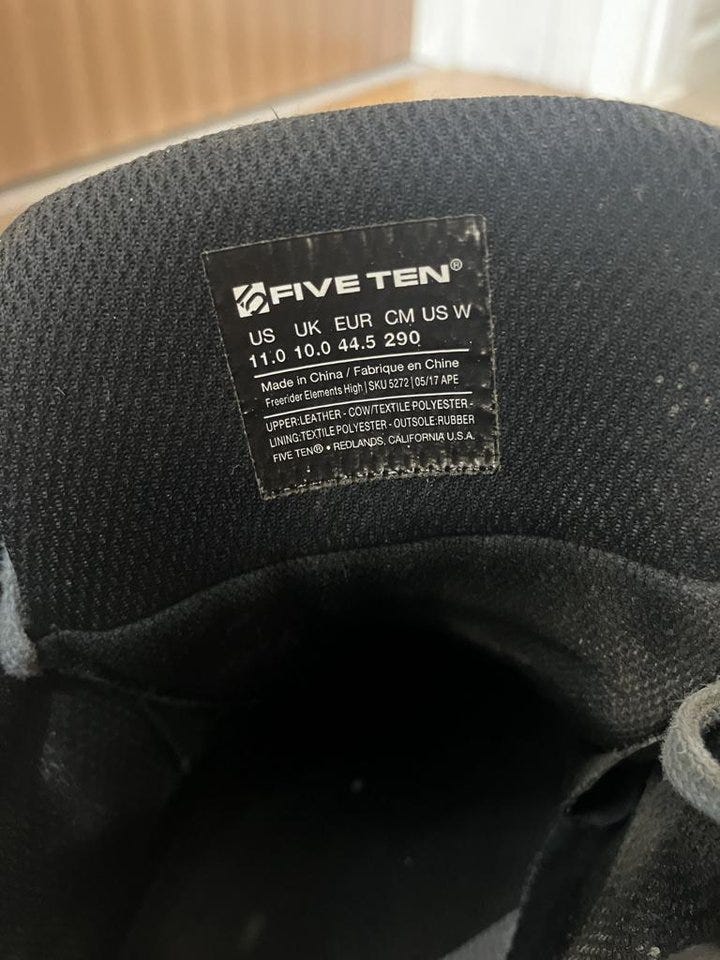 FIVE TEN®
US UK EUR CM US W
11.0 10.0 44.5 290
Made in China / Fabrique en Chine
Freerider Elements High | SKU 5272 | 05/17 APE
UPPER:LEATHER - COW/TEXTILE POLYESTER -
LINING:TEXTILE POLYESTER - OUTSOLE:RUBBER
FIVE TEN® • REDLANDS, CALIFORNIA U.S.A.